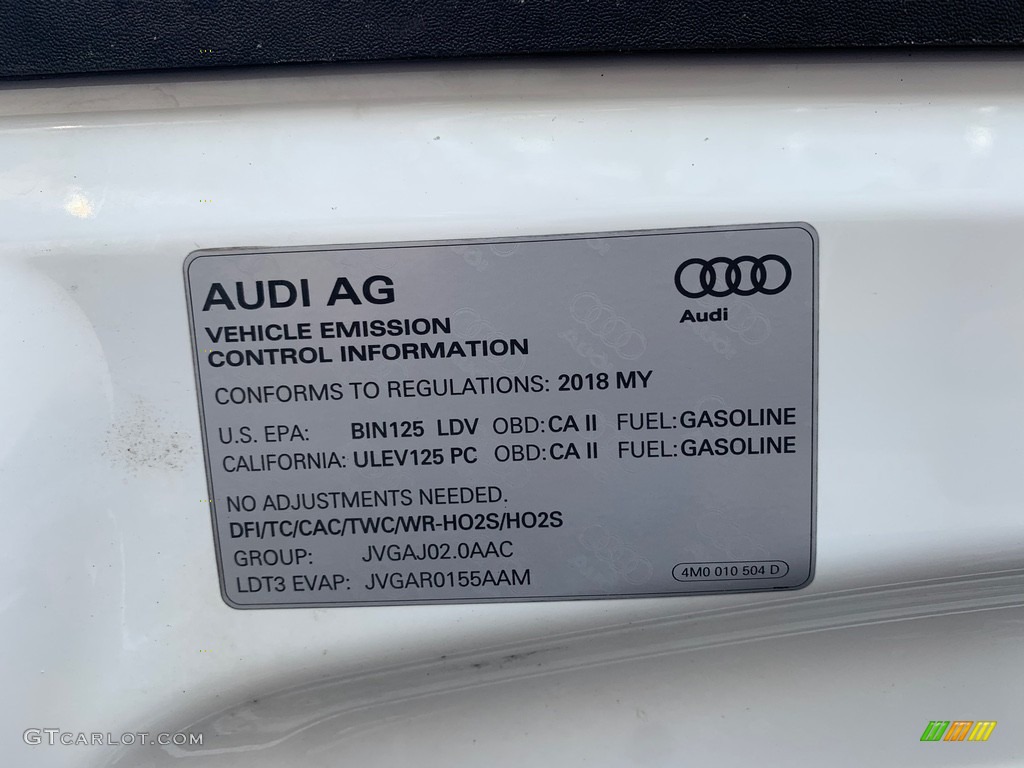 AUDI AG
Audi
VEHICLE EMISSION
CONTROL INFORMATION
CONFORMS TO REGULATIONS: 2018 MY
U.S. EPA: BIN125 LDV OBD:CA II FUEL:GASOLINE
CALIFORNIA: ULEV125 PC OBD:CA II FUEL:GASOLINE
NO ADJUSTMENTS NEEDED.
DFI/TC/CAC/TWC/WR-HO2S/HO2S
GROUP: JVGAJ02.0AAC
LDT3 EVAP: JVGAR0155AAM
4M0 010 504 D
GTCARLOT.COM